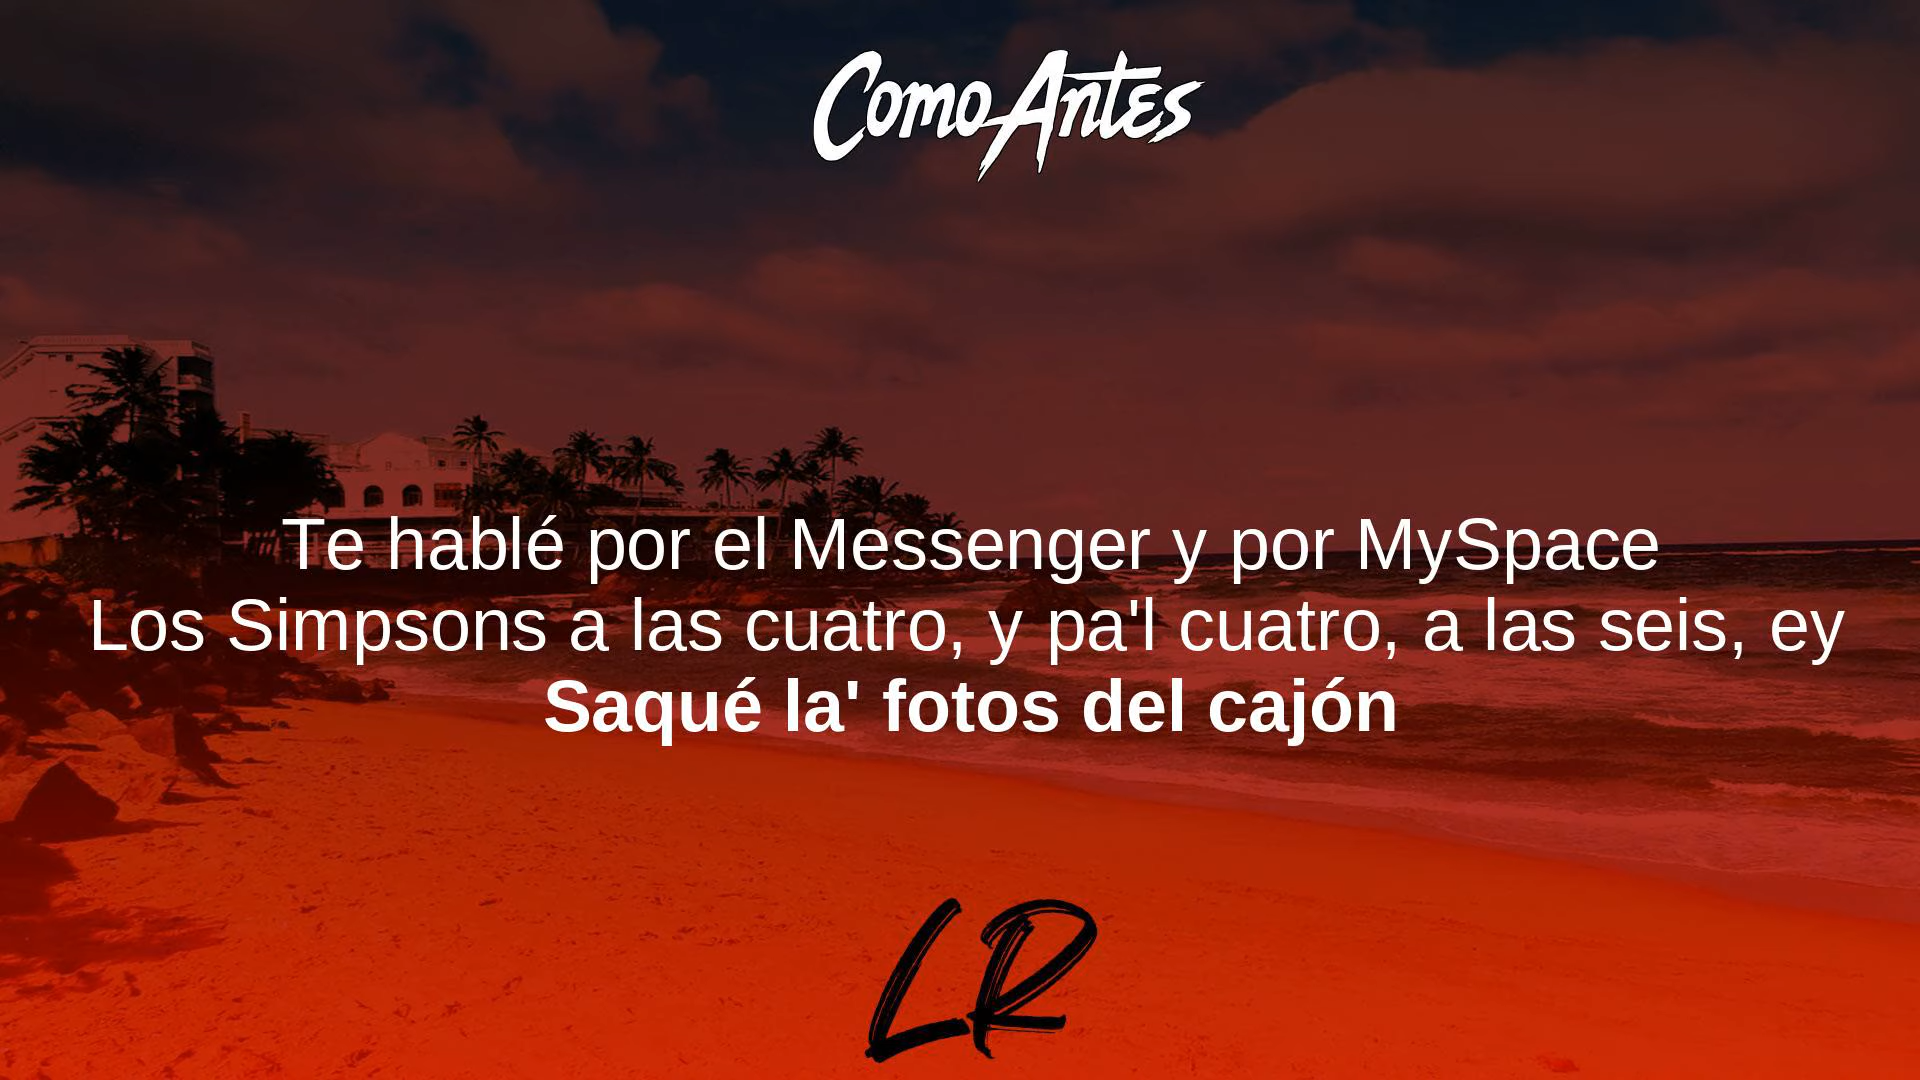 Como Antes
Te hablé por el Messenger y por MySpace
Los Simpsons a las cuatro, y pa'l cuatro, a las seis, ey
Saqué la' fotos del cajón
LR